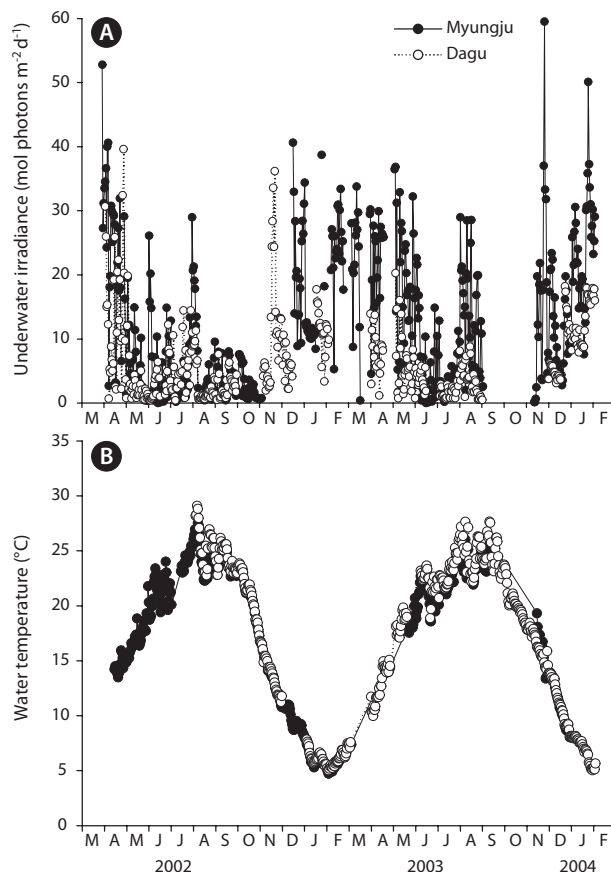 A
Myungju
Dagu
Underwater irradiance (mol photons m⁻² d⁻¹)
60
50
40
30
20
10
0
M A M J J A S O N D J F M A M J J A S O N D J F
B
Water temperature (°C)
35
30
25
20
15
10
5
0
M A M J J A S O N D J F M A M J J A S O N D J F
2002 2003 2004